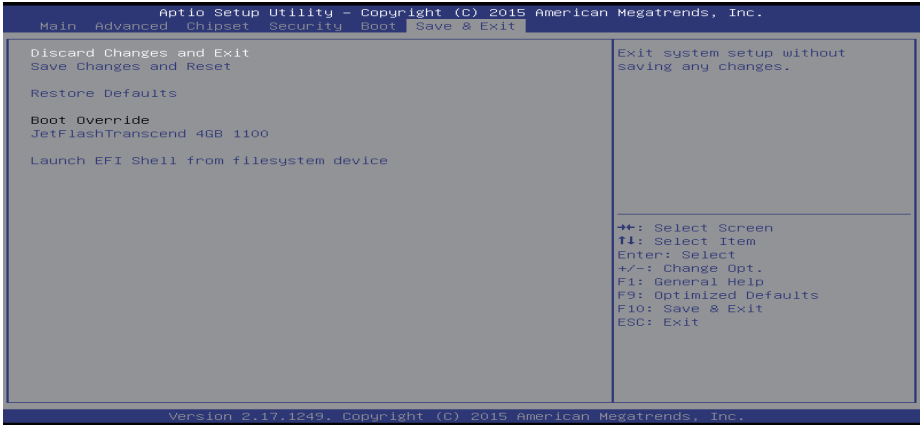 Aptio Setup Utility – Copyright (C) 2015 American Megatrends, Inc.
Main Advanced Chipset Security Boot Save & Exit
Discard Changes and Exit
Save Changes and Reset
Restore Defaults
Boot Override
JetFlashTranscend 4GB 1100
Launch EFI Shell from filesystem device
Exit system setup without
saving any changes.
→←: Select Screen
↑↓: Select Item
Enter: Select
+/-: Change Opt.
F1: General Help
F9: Optimized Defaults
F10: Save & Exit
ESC: Exit
Version 2.17.1249. Copyright (C) 2015 American Megatrends, Inc.